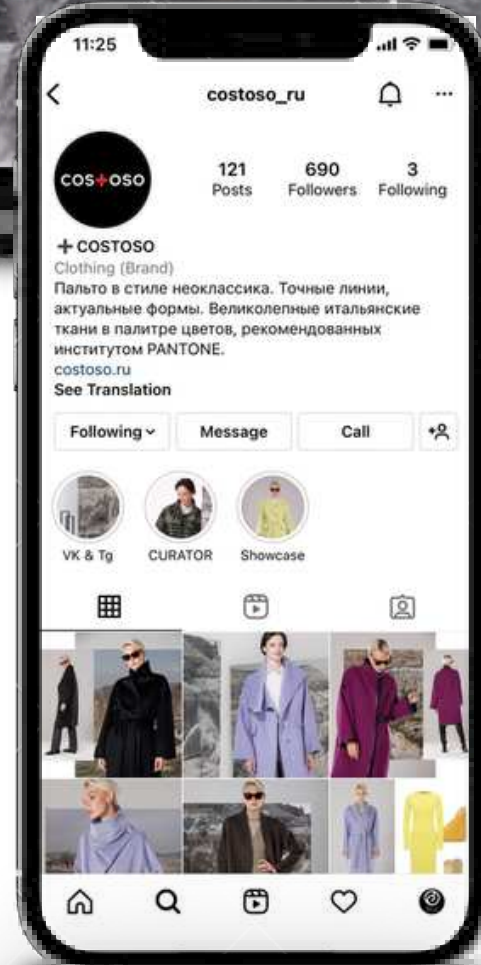 11:25
costoso_ru
COS+OSO
121
Posts
690
Followers
3
Following
+ COSTOSO
Clothing (Brand)
Пальто в стиле неоклассика. Точные линии,
актуальные формы. Великолепные итальянские
ткани в палитре цветов, рекомендованных
институтом PANTONE.
costoso.ru
See Translation
Following
Message
Call
VK & Tg
CURATOR
Showcase